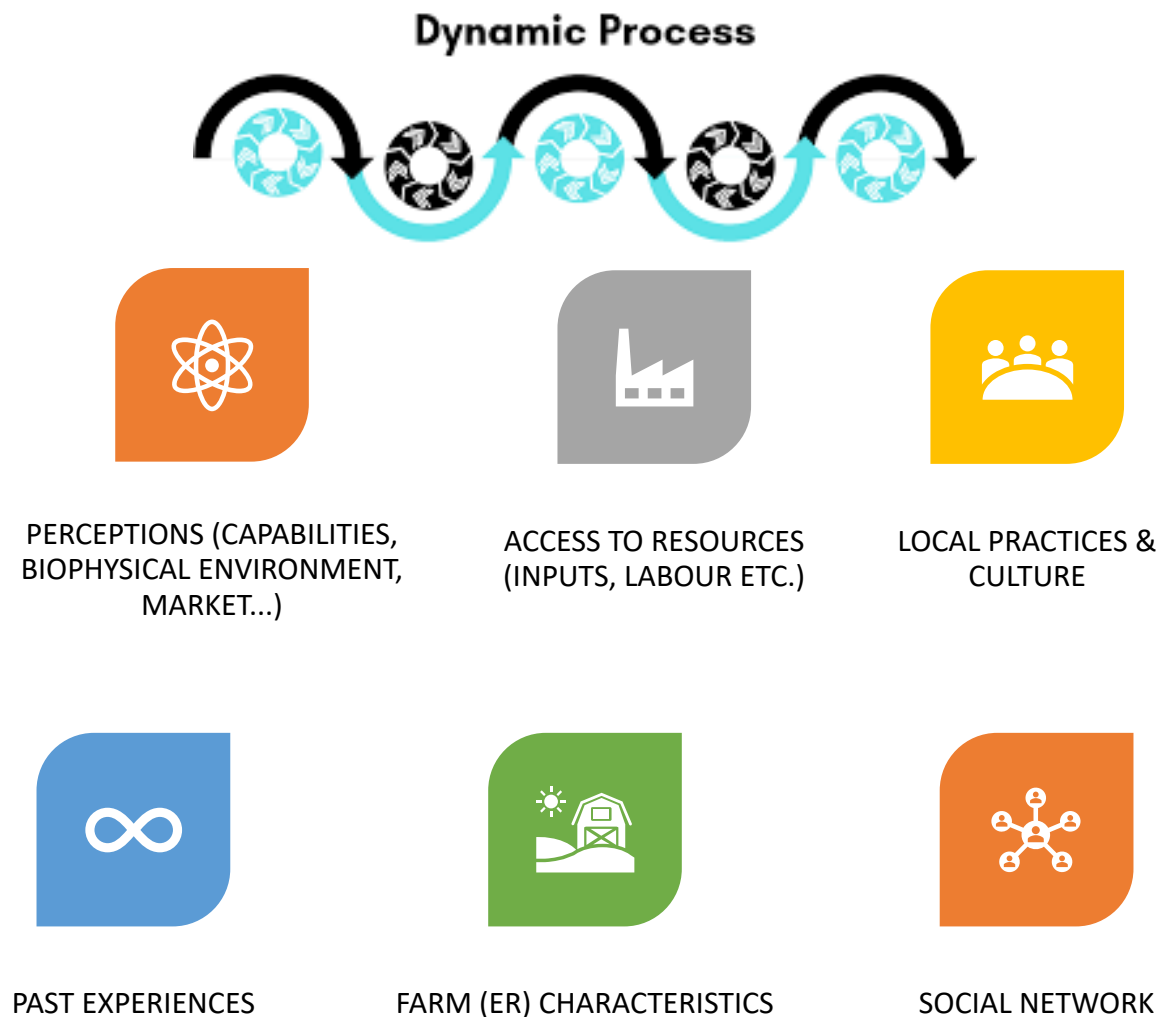 Dynamic Process
PERCEPTIONS (CAPABILITIES,
BIOPHYSICAL ENVIRONMENT,
MARKET...)
ACCESS TO RESOURCES
(INPUTS, LABOUR ETC.)
LOCAL PRACTICES &
CULTURE
PAST EXPERIENCES
FARM (ER) CHARACTERISTICS
SOCIAL NETWORK